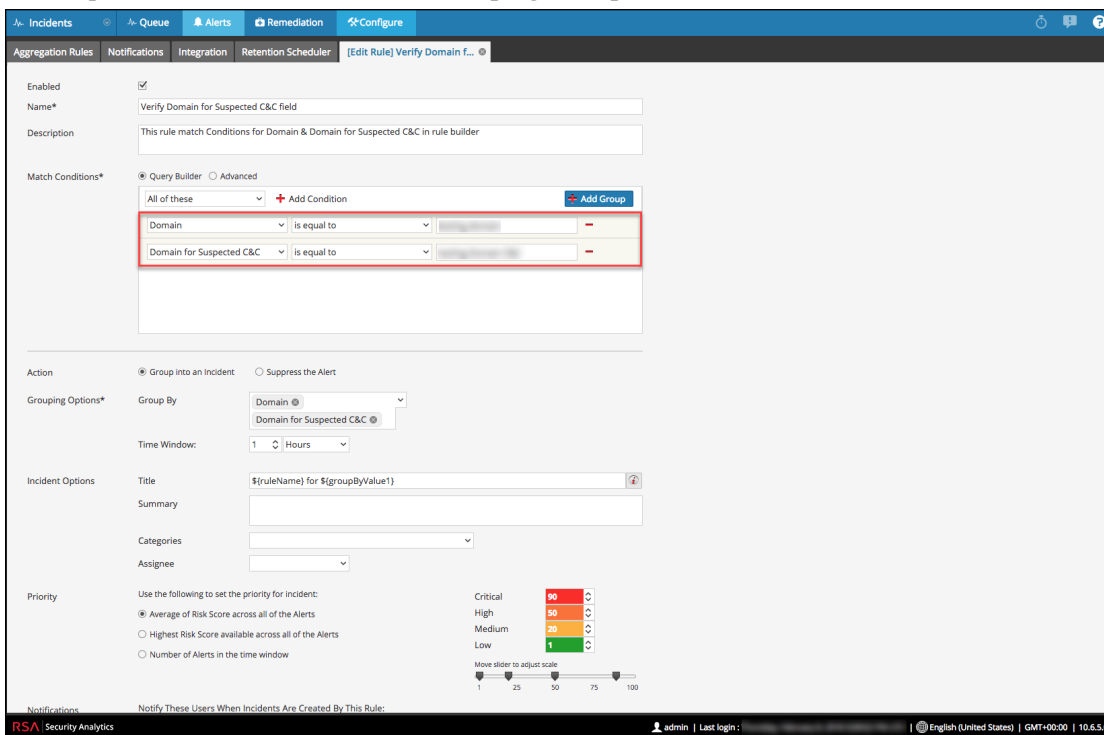 Incidents Queue Alerts Remediation Configure
Aggregation Rules Notifications Integration Retention Scheduler [Edit Rule] Verify Domain f...
Enabled
Name* Verify Domain for Suspected C&C field
Description This rule match Conditions for Domain & Domain for Suspected C&C in rule builder
Match Conditions* Query Builder Advanced
All of these Add Condition Add Group
Domain is equal to
Domain for Suspected C&C is equal to
Action Group into an Incident Suppress the Alert
Grouping Options* Group By Domain
Domain for Suspected C&C
Time Window: 1 Hours
Incident Options Title ${ruleName} for ${groupByValue1}
Summary
Categories
Assignee
Priority Use the following to set the priority for incident: Critical 90
Average of Risk Score across all of the Alerts High 50
Highest Risk Score available across all of the Alerts Medium 20
Number of Alerts in the time window Low 1
Move slider to adjust scale
1 25 50 75 100
Notifications Notify These Users When Incidents Are Created By This Rule:
RSA Security Analytics admin | Last login : | English (United States) | GMT+00:00 | 10.6.5.